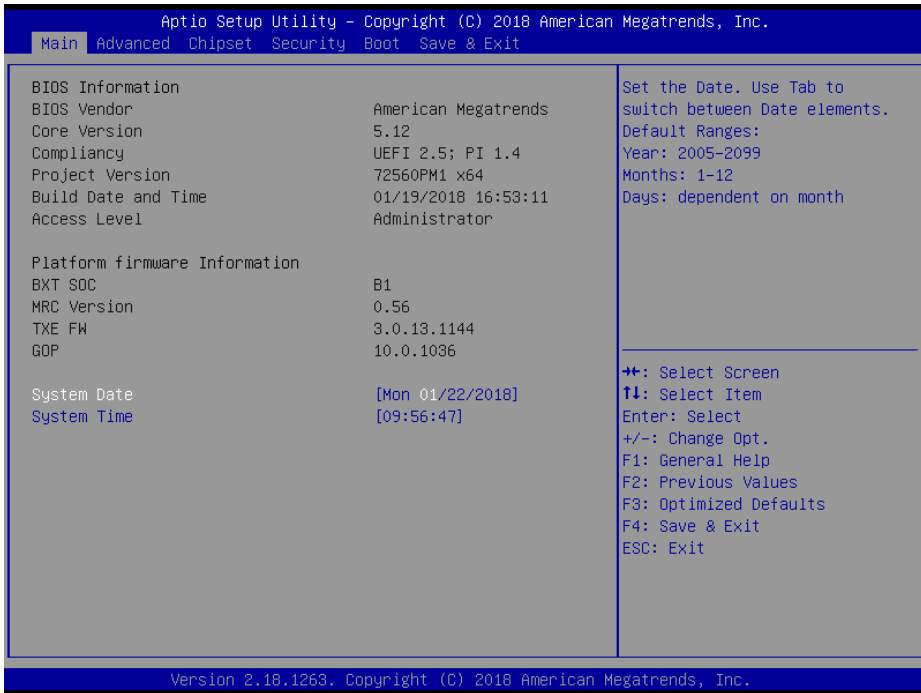 Aptio Setup Utility – Copyright (C) 2018 American Megatrends, Inc.
Main Advanced Chipset Security Boot Save & Exit
BIOS Information
BIOS Vendor American Megatrends
Core Version 5.12
Compliancy UEFI 2.5; PI 1.4
Project Version 72560PM1 x64
Build Date and Time 01/19/2018 16:53:11
Access Level Administrator
Platform firmware Information
BXT SOC B1
MRC Version 0.56
TXE FW 3.0.13.1144
GOP 10.0.1036
System Date [Mon 01/22/2018]
System Time [09:56:47]
Set the Date. Use Tab to
switch between Date elements.
Default Ranges:
Year: 2005-2099
Months: 1-12
Days: dependent on month
→←: Select Screen
↑↓: Select Item
Enter: Select
+/-: Change Opt.
F1: General Help
F2: Previous Values
F3: Optimized Defaults
F4: Save & Exit
ESC: Exit
Version 2.18.1263. Copyright (C) 2018 American Megatrends, Inc.